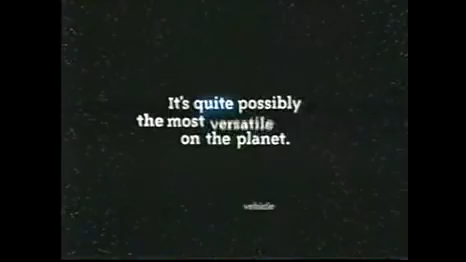 It's quite possibly
the most versatile
on the planet.
vehicle